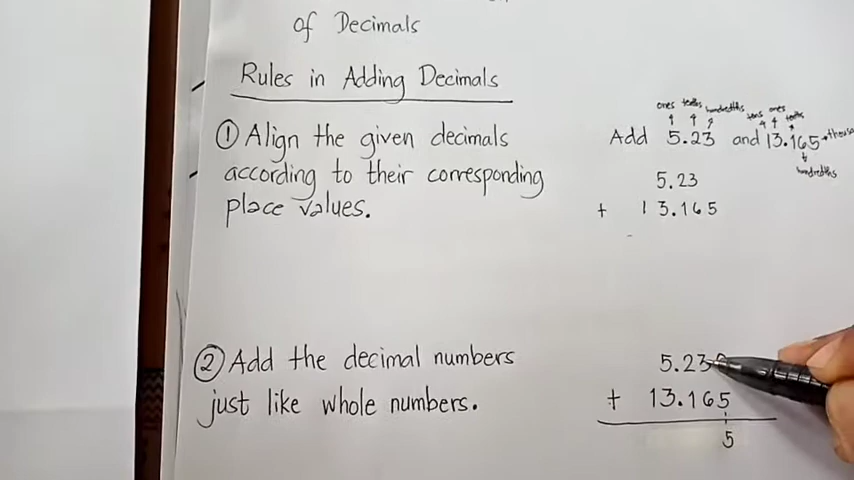 of Decimals
Rules in Adding Decimals
① Align the given decimals
according to their corresponding
place values.
ones tenths hundredths tens ones tenths
Add 5.23 and 13.165
hundredths
5.23
+ 13.165
② Add the decimal numbers
just like whole numbers.
5.230
+ 13.165
5